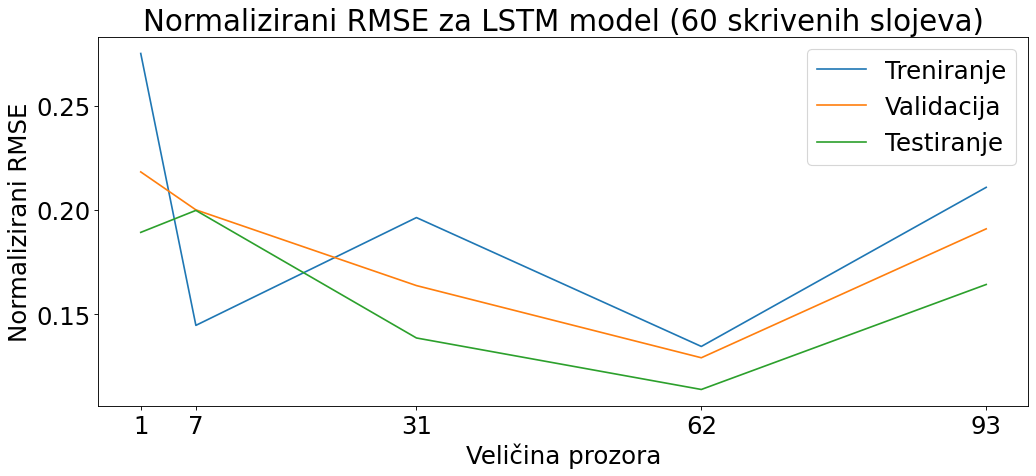 Normalizirani RMSE za LSTM model (60 skrivenih slojeva)
Treniranje
Validacija
Testiranje
Normalizirani RMSE
0.25
0.20
0.15
1 7 31 62 93
Veličina prozora